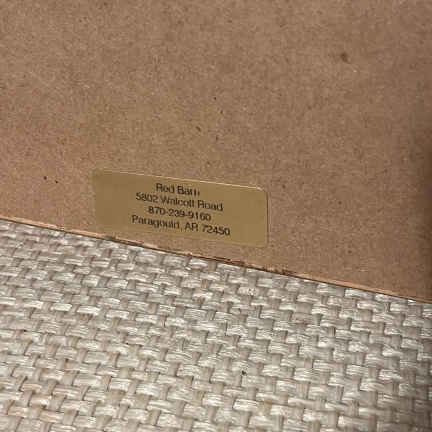 Red Barn
5802 Walcott Road
870-239-9160
Paragould, AR 72450